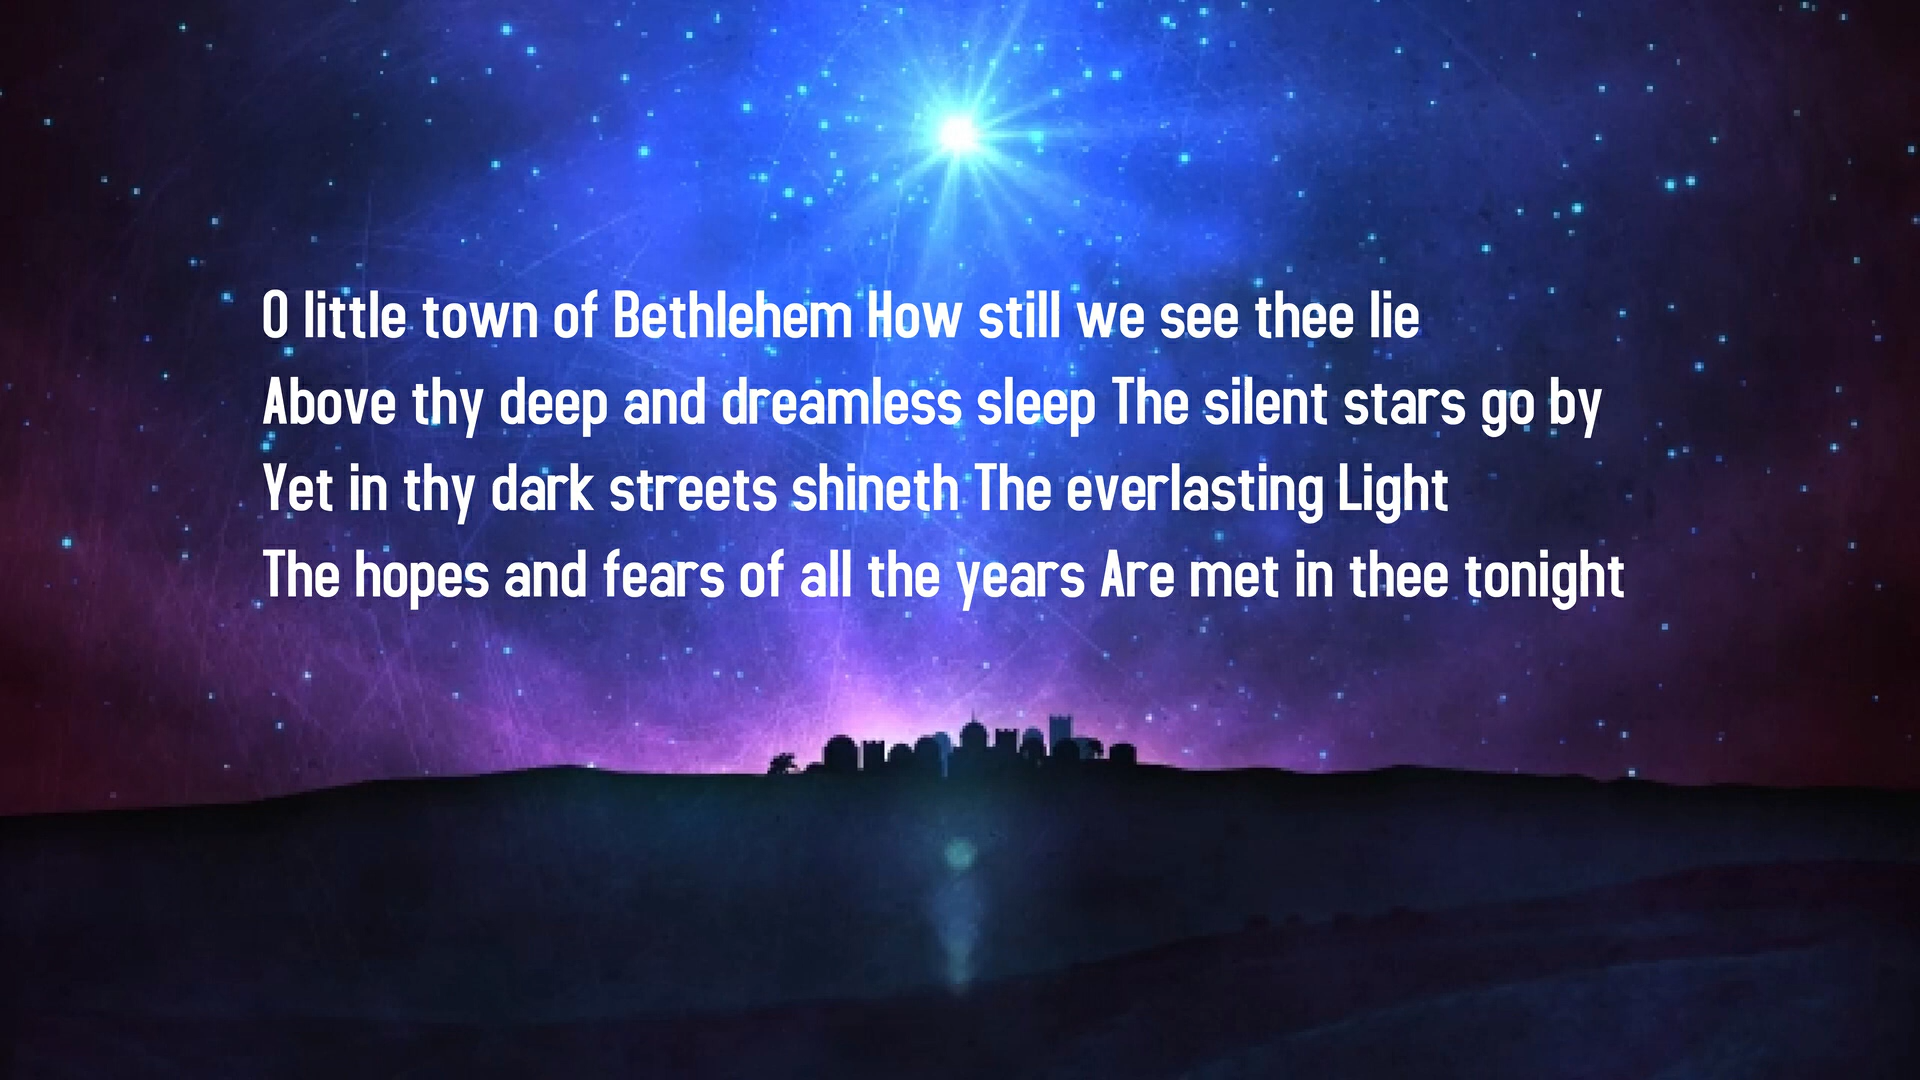 O little town of Bethlehem How still we see thee lie
Above thy deep and dreamless sleep The silent stars go by
Yet in thy dark streets shineth The everlasting Light
The hopes and fears of all the years Are met in thee tonight